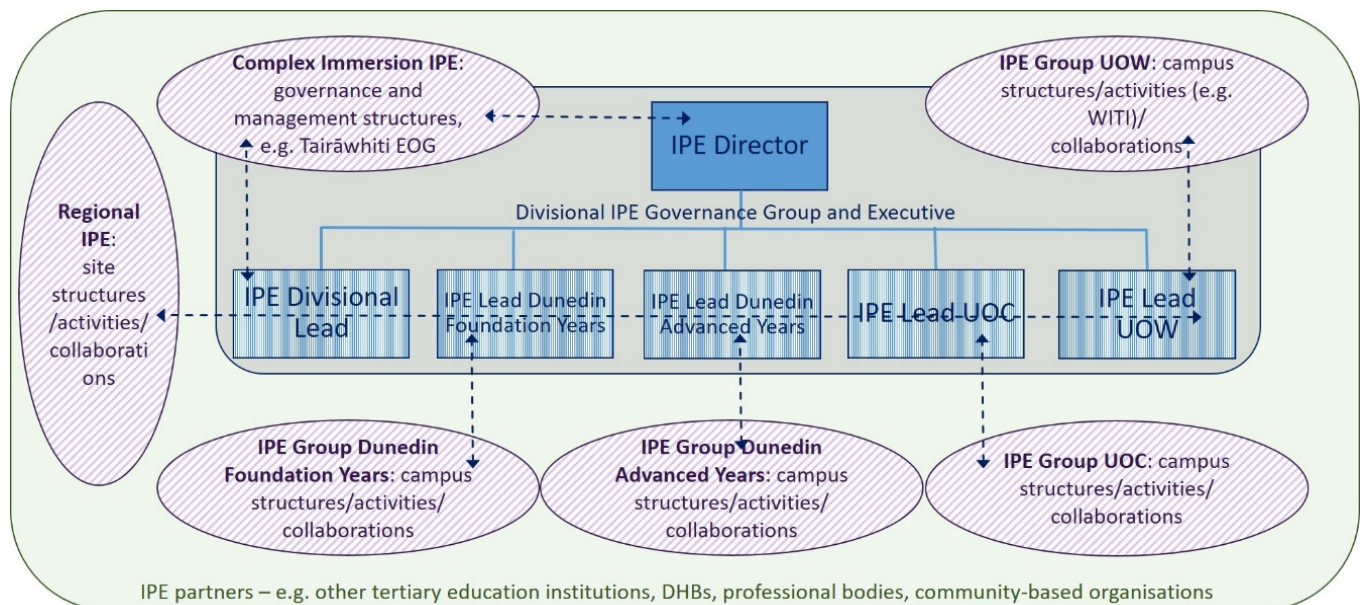 Complex Immersion IPE:
governance and
management structures,
e.g. Tairāwhiti EOG
IPE Group UOW: campus
structures/activities (e.g.
WITI)/
collaborations
IPE Director
Regional
IPE:
site
structures
/activities/
collaborati
ons
Divisional IPE Governance Group and Executive
IPE Divisional
Lead
IPE Lead Dunedin
Foundation Years
IPE Lead Dunedin
Advanced Years
IPE Lead UOC
IPE Lead
UOW
IPE Group Dunedin
Foundation Years: campus
structures/activities/
collaborations
IPE Group Dunedin
Advanced Years: campus
structures/activities/
collaborations
IPE Group UOC: campus
structures/activities/
collaborations
IPE partners – e.g. other tertiary education institutions, DHBs, professional bodies, community-based organisations